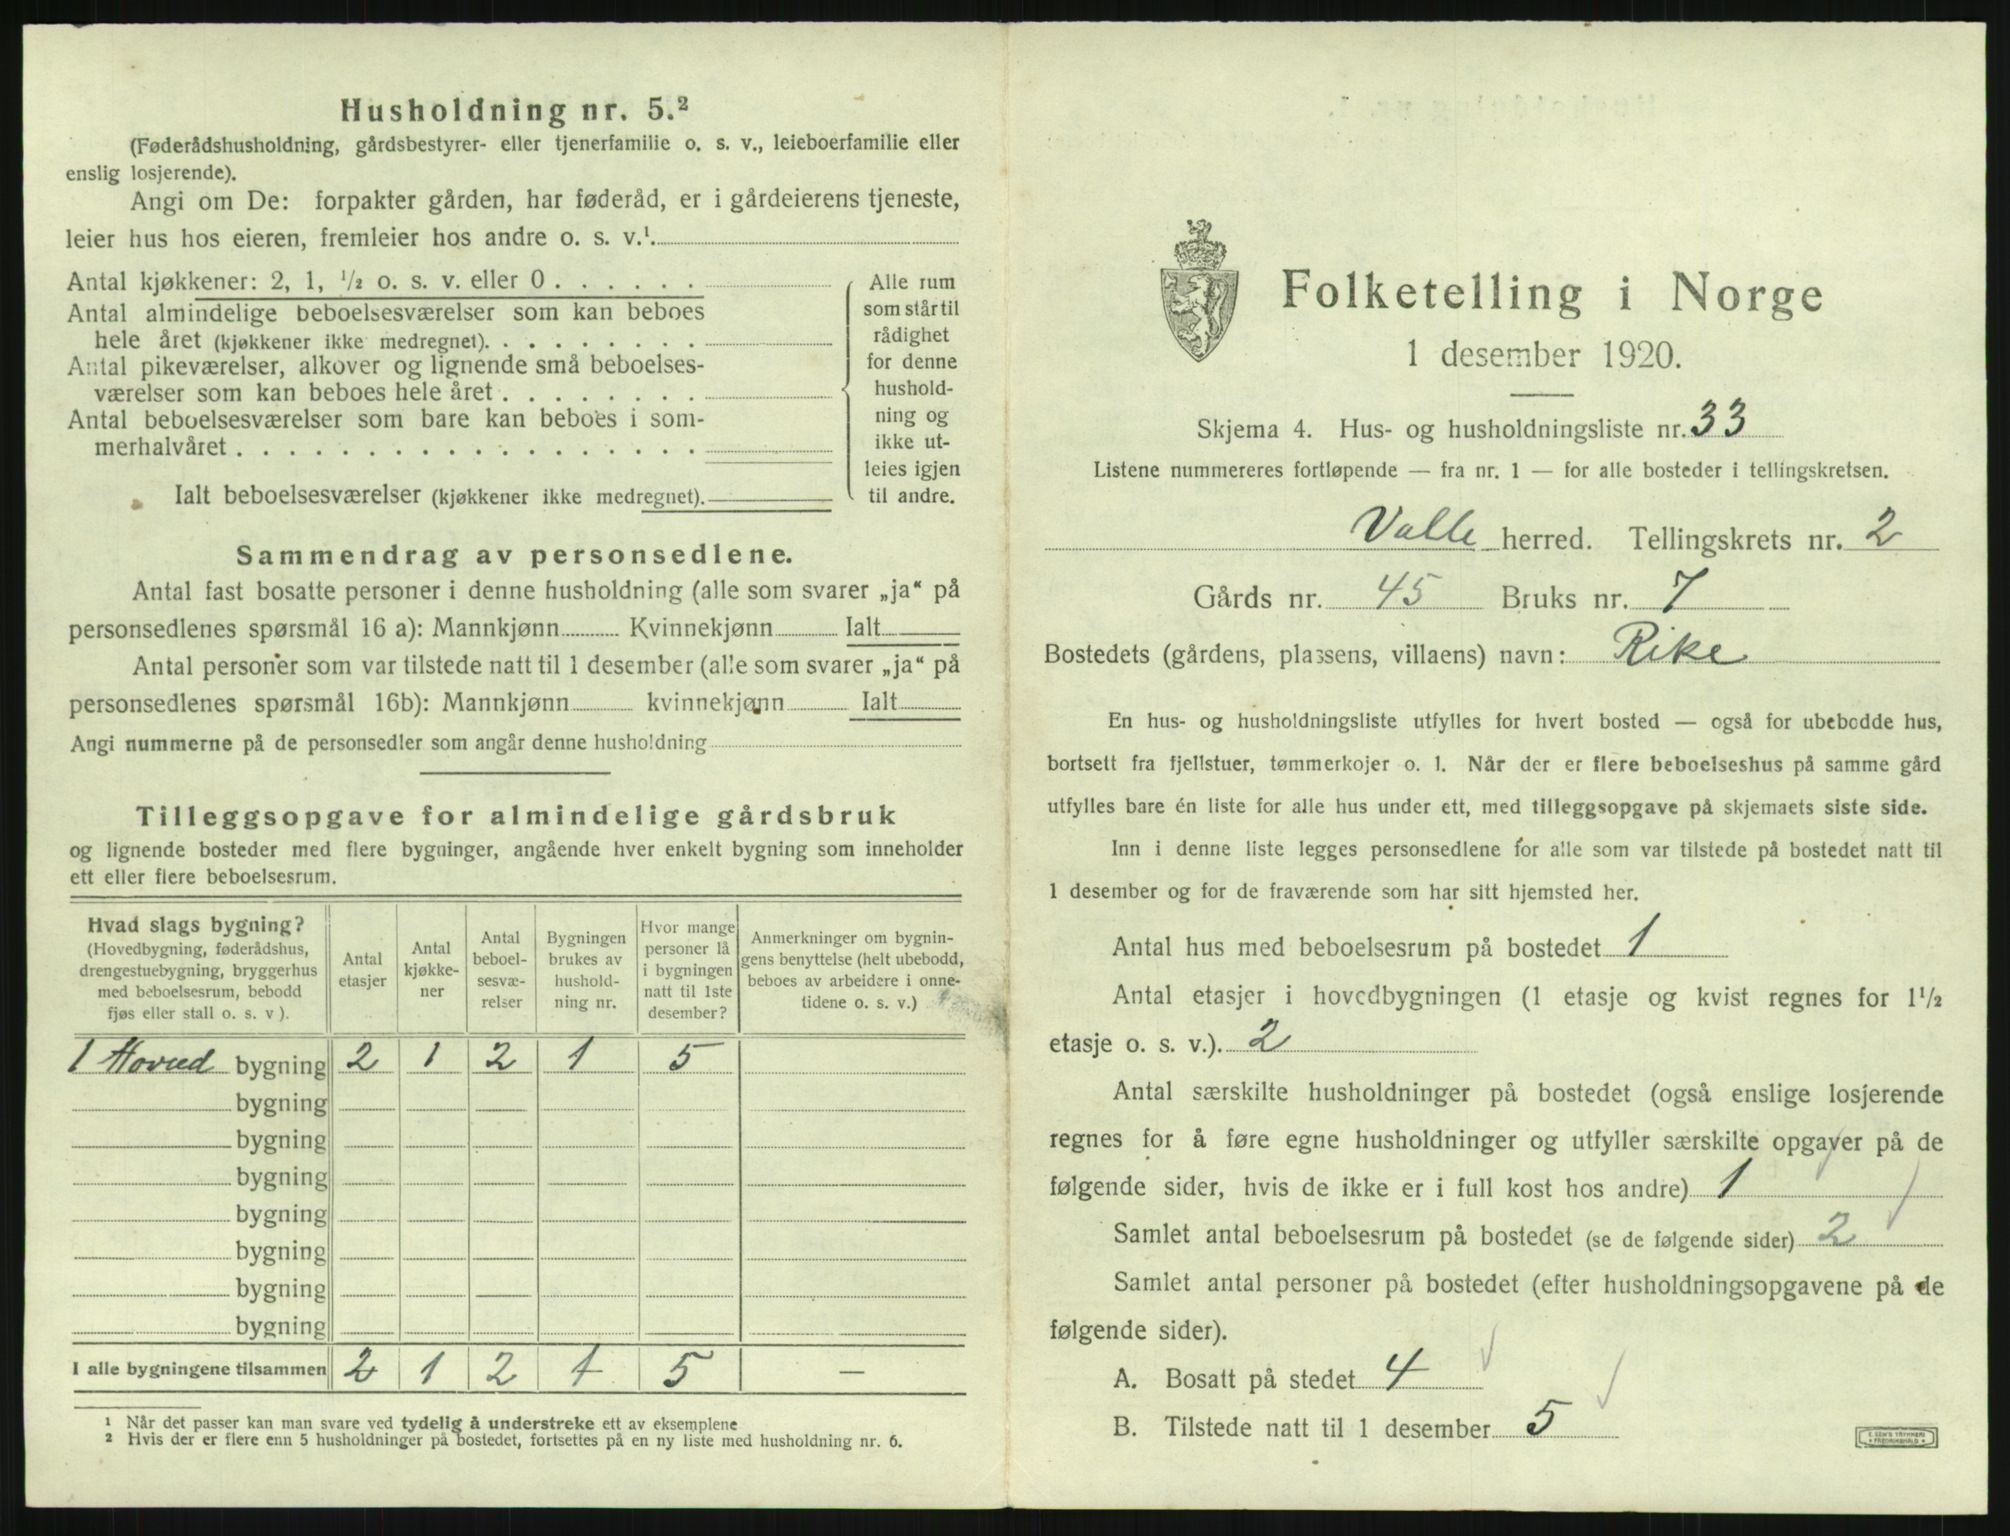 Husholdning nr. 5.²
(Føderådshusholdning, gårdsbestyrer- eller tjenerfamilie o. s. v., leieboerfamilie eller
enslig losjerende).
Angi om De: forpakter gården, har føderåd, er i gårdeierens tjeneste,
leier hus hos eieren, fremleier hos andre o. s. v.¹.
Antal kjøkkener: 2, 1, ½ o. s. v. eller 0
Antal almindelige beboelsesværelser som kan beboes
hele året (kjøkkener ikke medregnet).
Antal pikeværelser, alkover og lignende små beboelses-
værelser som kan beboes hele året
Antal beboelsesværelser som bare kan beboes i som-
merhalvåret
Ialt beboelsesværelser (kjøkkener ikke medregnet).
Alle rum
som står til
rådighet
for denne
hushold-
ning og
ikke ut-
leies igjen
til andre.
Sammendrag av personsedlene.
Antal fast bosatte personer i denne husholdning (alle som svarer „ja“ på
personsedlenes spørsmål 16 a): Mannkjønn Kvinnekjønn Ialt
Antal personer som var tilstede natt til 1 desember (alle som svarer „ja“ på
personsedlenes spørsmål 16b): Mannkjønn kvinnekjønn Ialt
Angi nummerne på de personsedler som angår denne husholdning
Tilleggsopgave for almindelige gårdsbruk
og lignende bosteder med flere bygninger, angående hver enkelt bygning som inneholder
ett eller flere beboelsesrum.
Hvad slags bygning?
(Hovedbygning, føderådshus,
drengestuebygning, bryggerhus
med beboelsesrum, bebodd
fjøs eller stall o. s. v ).
Antal
etasjer
Antal
kjøkke-
ner
Antal
beboel-
sesvæ-
relser
Bygningen
brukes av
hushold-
ning nr.
Hvor mange
personer lå
i bygningen
natt til 1ste
desember?
Anmerkninger om bygnin-
gens benyttelse (helt ubebodd,
beboes av arbeidere i onne-
tidene o. s. v.)
1 Hoved bygning 2 1 2 1 5
bygning
bygning
bygning
bygning
bygning
bygning
bygning
I alle bygningene tilsammen 2 1 2 1 5 —
¹ Når det passer kan man svare ved tydelig å understreke ett av eksemplene
² Hvis der er flere enn 5 husholdninger på bostedet, fortsettes på en ny liste med husholdning nr. 6.
Folketelling i Norge
1 desember 1920.
Skjema 4. Hus- og husholdningsliste nr. 33
Listene nummereres fortløpende — fra nr. 1 — for alle bosteder i tellingskretsen.
Valle herred. Tellingskrets nr. 2
Gårds nr. 45 Bruks nr. 7
Bostedets (gårdens, plassens, villaens) navn: Rike
En hus- og husholdningsliste utfylles for hvert bosted — også for ubebodde hus,
bortsett fra fjellstuer, tømmerkojer o. l. Når der er flere beboelseshus på samme gård
utfylles bare én liste for alle hus under ett, med tilleggsopgave på skjemaets siste side.
Inn i denne liste legges personsedlene for alle som var tilstede på bostedet natt til
1 desember og for de fraværende som har sitt hjemsted her.
Antal hus med beboelsesrum på bostedet 1
Antal etasjer i hovedbygningen (1 etasje og kvist regnes for 1½
etasje o. s. v.). 2
Antal særskilte husholdninger på bostedet (også enslige losjerende
regnes for å føre egne husholdninger og utfyller særskilte opgaver på de
følgende sider, hvis de ikke er i full kost hos andre) 1
Samlet antal beboelsesrum på bostedet (se de følgende sider) 2
Samlet antal personer på bostedet (efter husholdningsopgavene på de
følgende sider).
A. Bosatt på stedet 4
B. Tilstede natt til 1 desember 5